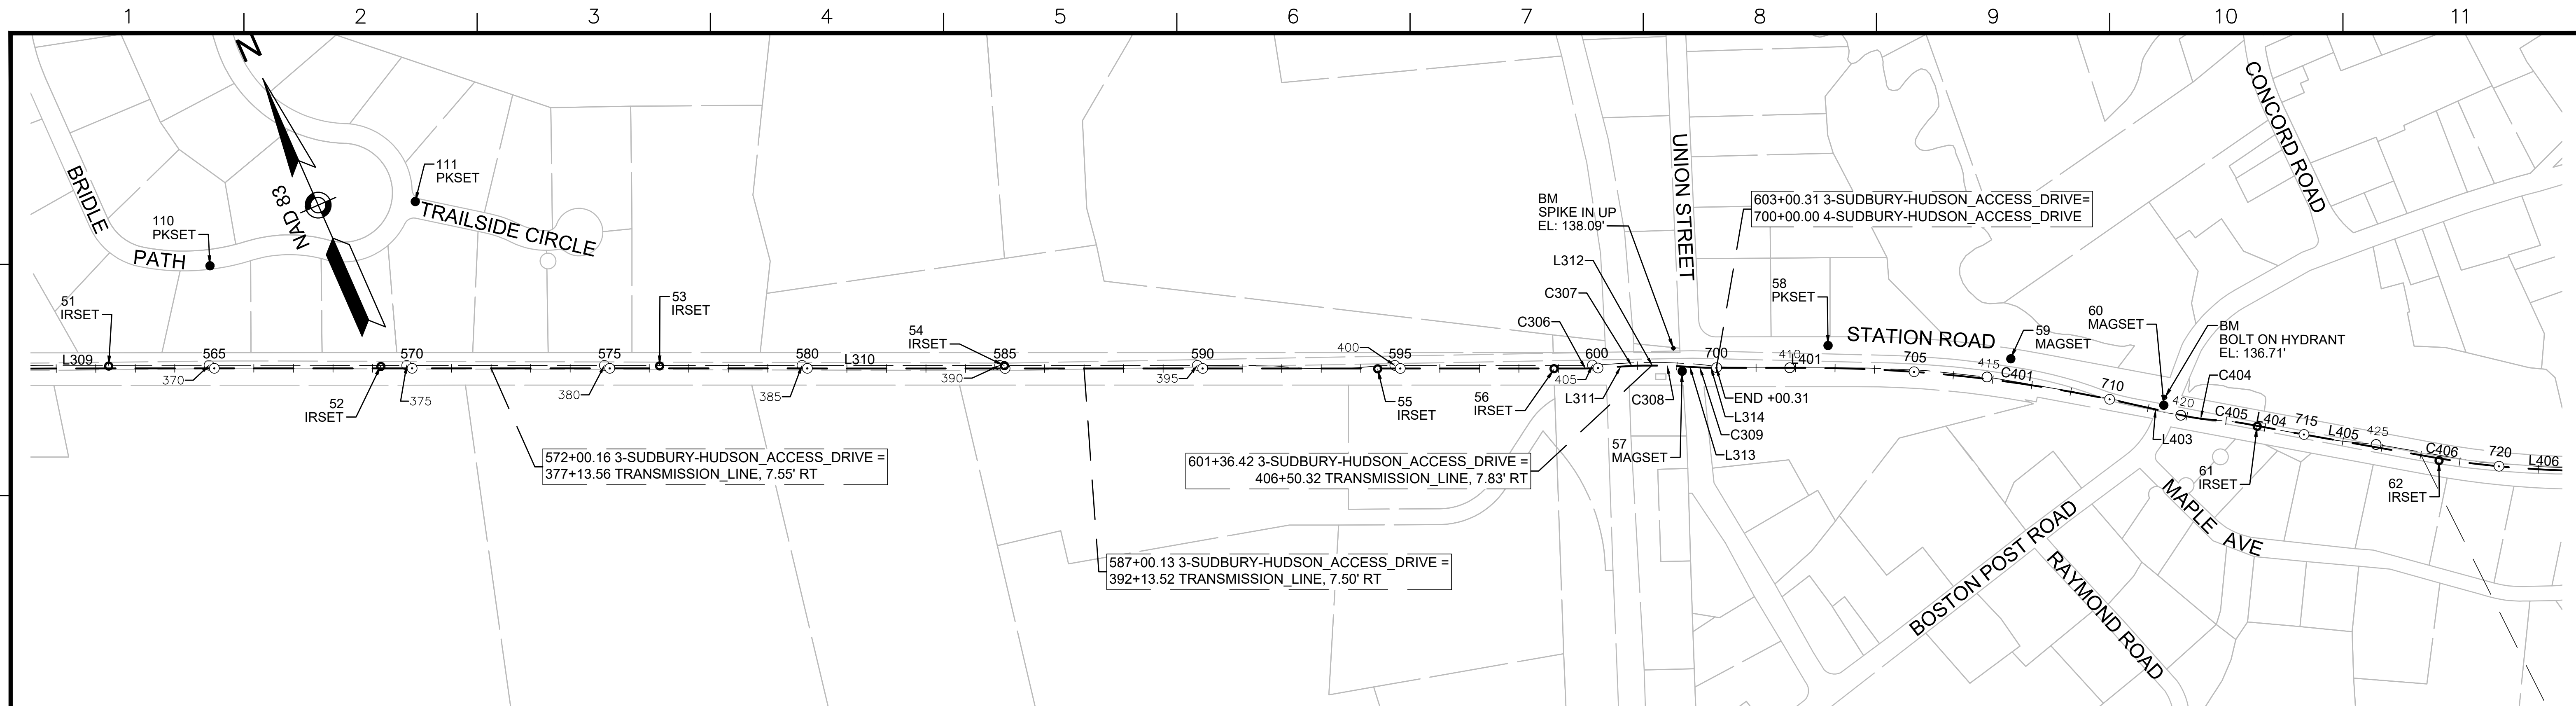 1
2
3
4
5
6
7
8
9
10
11
N
NAD 83
BRIDLE
PATH
110
PKSET
111
PKSET
TRAILSIDE CIRCLE
51
IRSET
53
IRSET
54
IRSET
L309
565
570
575
580
L310
585
590
400
595
600
370
375
380
385
390
395
405
52
IRSET
55
IRSET
56
IRSET
572+00.16 3-SUDBURY-HUDSON_ACCESS_DRIVE =
377+13.56 TRANSMISSION_LINE, 7.55' RT
587+00.13 3-SUDBURY-HUDSON_ACCESS_DRIVE =
392+13.52 TRANSMISSION_LINE, 7.50' RT
601+36.42 3-SUDBURY-HUDSON_ACCESS_DRIVE =
406+50.32 TRANSMISSION_LINE, 7.83' RT
BM
SPIKE IN UP
EL: 138.09'
L312
C307
C306
L311
C308
57
MAGSET
UNION STREET
603+00.31 3-SUDBURY-HUDSON_ACCESS_DRIVE=
700+00.00 4-SUDBURY-HUDSON_ACCESS_DRIVE
700
END +00.31
L314
C309
L313
58
PKSET
410
L401
STATION ROAD
59
MAGSET
705
415
C401
60
MAGSET
BM
BOLT ON HYDRANT
EL: 136.71'
CONCORD ROAD
710
420
C404
L403
C405
L404
715
L405
425
C406
720
L406
61
IRSET
62
IRSET
MAPLE AVE
BOSTON POST ROAD
RAYMOND ROAD